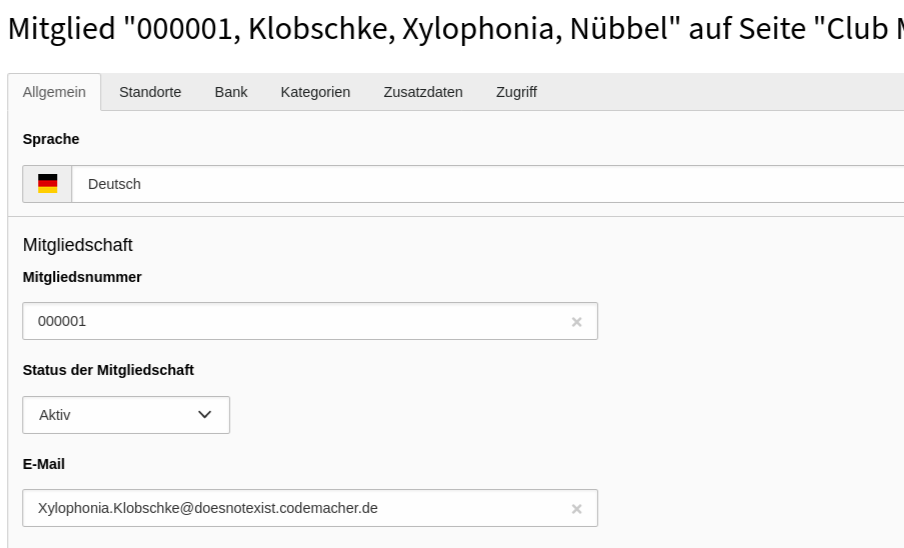 Mitglied "000001, Klobschke, Xylophonia, Nübbel" auf Seite "Club
Allgemein Standorte Bank Kategorien Zusatzdaten Zugriff
Sprache
Deutsch
Mitgliedschaft
Mitgliedsnummer
000001
Status der Mitgliedschaft
Aktiv
E-Mail
Xylophonia.Klobschke@doesnotexist.codemacher.de